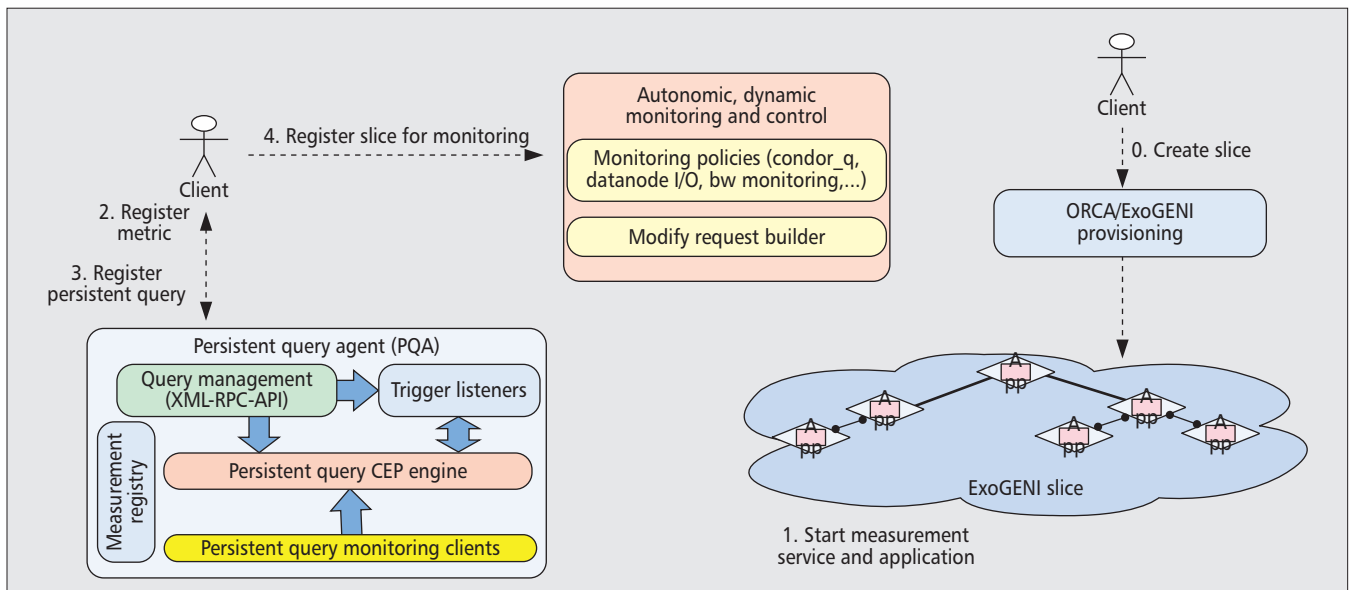 Client
4. Register slice for monitoring
2. Register
metric
3. Register
persistent query
Autonomic, dynamic
monitoring and control
Monitoring policies (condor_q,
datanode I/O, bw monitoring,...)
Modify request builder
Client
0. Create slice
ORCA/ExoGENI
provisioning
Persistent query agent (PQA)
Query management
(XML-RPC-API)
Trigger listeners
Measurement
registry
Persistent query CEP engine
Persistent query monitoring clients
A
pp
A
pp
A
pp
A
pp
A
pp
A
pp
ExoGENI slice
1. Start measurement
service and application